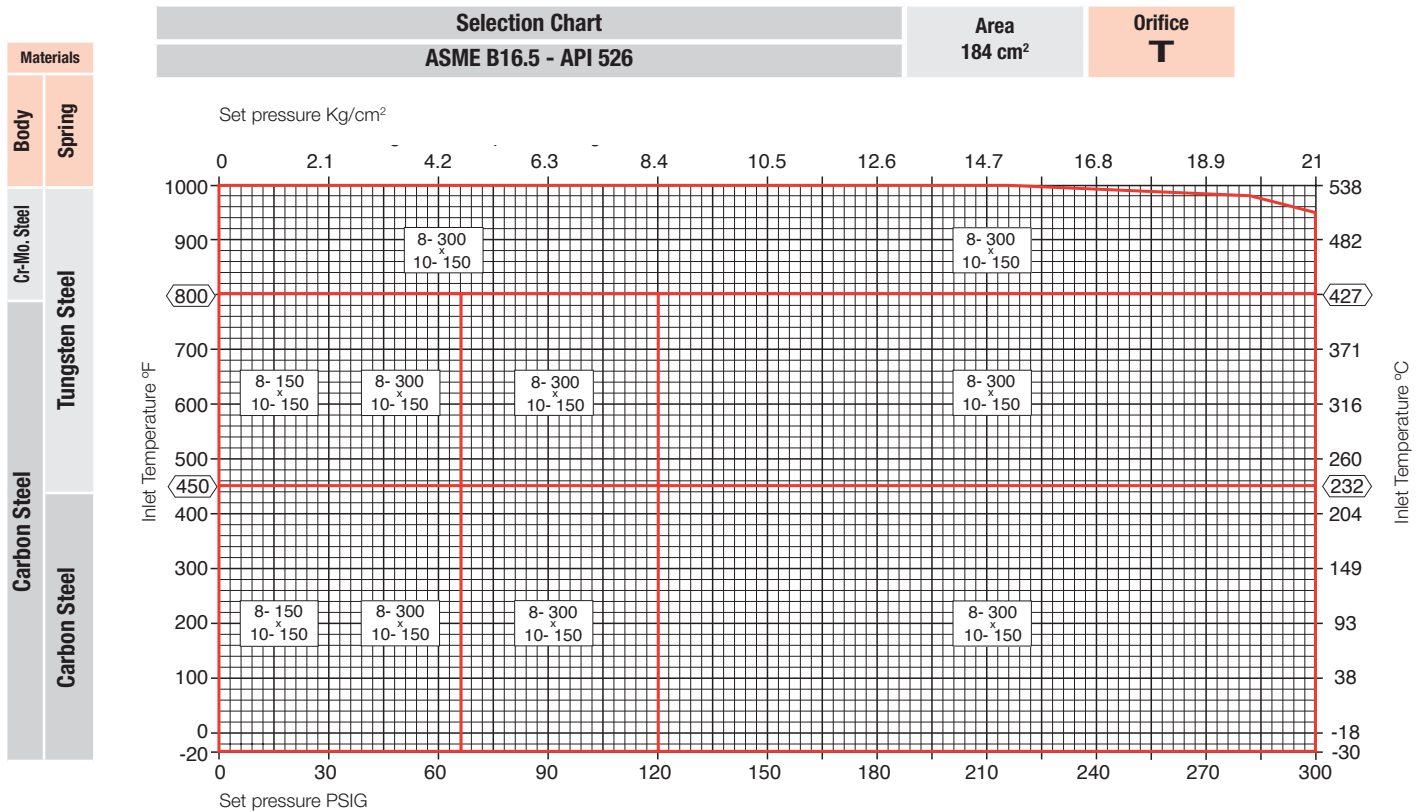 Selection Chart
ASME B16.5 - API 526
Area
184 cm²
Orifice
T
Materials
Body
Spring
Cr-Mo. Steel
Tungsten Steel
Carbon Steel
Carbon Steel
Set pressure Kg/cm²
0 2.1 4.2 6.3 8.4 10.5 12.6 14.7 16.8 18.9 21
1000 538
900 482
800 427
700 371
600 316
500 260
450 232
400 204
300 149
200 93
100 38
0 -18
-20 -30
Inlet Temperature ºF
Inlet Temperature ºC
8- 300
x
10- 150
8- 300
x
10- 150
8- 150
x
10- 150
8- 300
x
10- 150
8- 300
x
10- 150
8- 300
x
10- 150
8- 150
x
10- 150
8- 300
x
10- 150
8- 300
x
10- 150
8- 300
x
10- 150
0 30 60 90 120 150 180 210 240 270 300
Set pressure PSIG